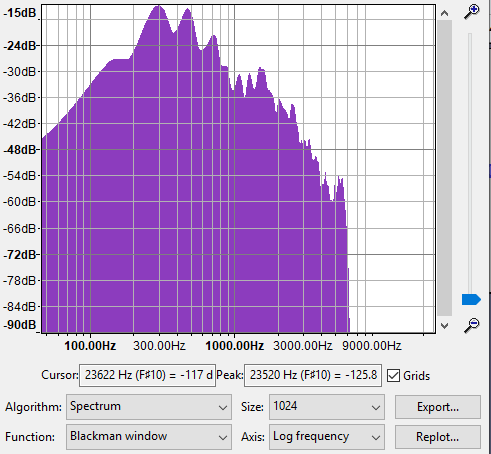 -15dB
-24dB
-30dB
-36dB
-42dB
-48dB
-54dB
-60dB
-66dB
-72dB
-78dB
-84dB
-90dB
100.00Hz 300.00Hz 1000.00Hz 3000.00Hz 9000.00Hz
Cursor: 23622 Hz (F♯10) = -117 d Peak: 23520 Hz (F♯10) = -125.8 Grids
Algorithm: Spectrum Size: 1024 Export...
Function: Blackman window Axis: Log frequency Replot...